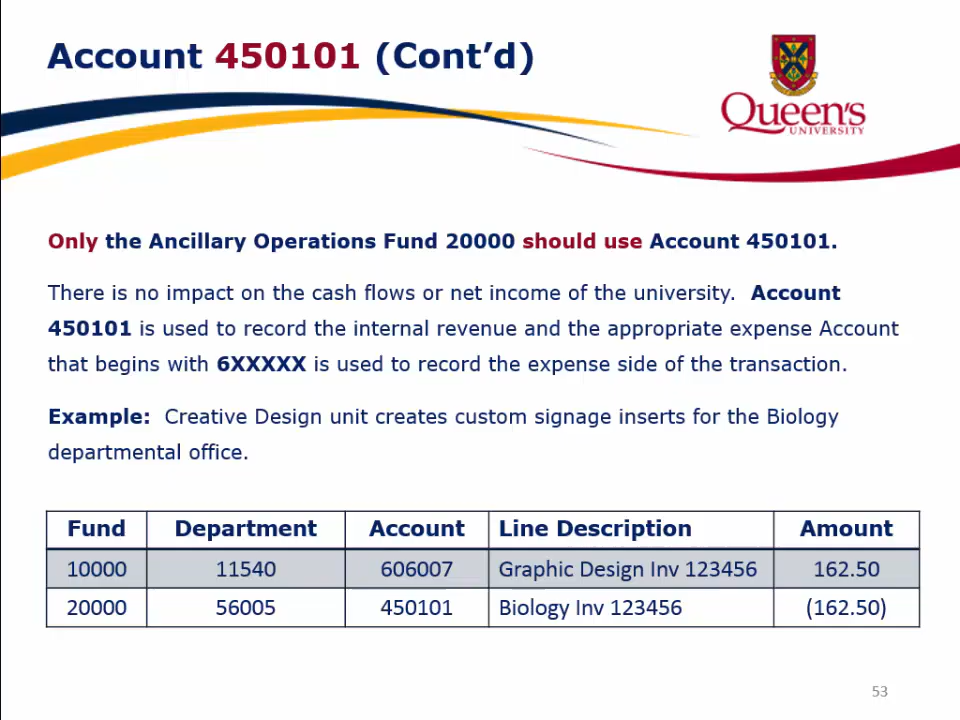 Account 450101 (Cont’d)
Queen's
UNIVERSITY
Only the Ancillary Operations Fund 20000 should use Account 450101.
There is no impact on the cash flows or net income of the university.  Account
450101 is used to record the internal revenue and the appropriate expense Account
that begins with 6XXXXX is used to record the expense side of the transaction.
Example:  Creative Design unit creates custom signage inserts for the Biology
departmental office.
Fund Department Account Line Description Amount
10000 11540 606007 Graphic Design Inv 123456 162.50
20000 56005 450101 Biology Inv 123456 (162.50)
53